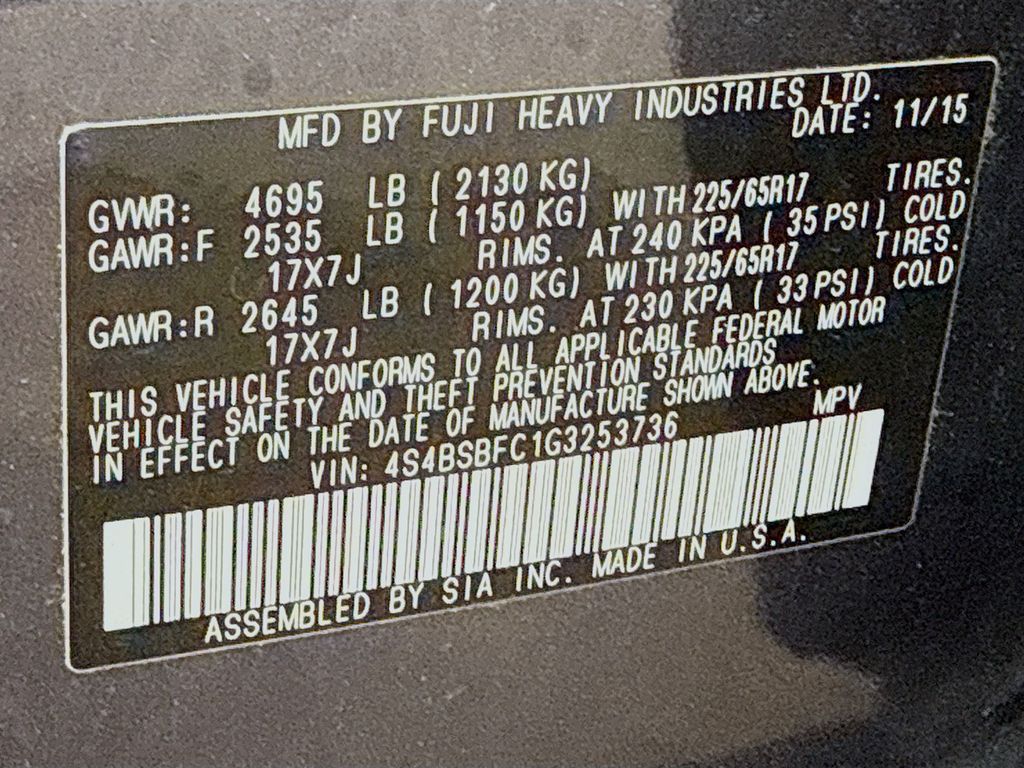 MFD BY FUJI HEAVY INDUSTRIES LTD.
DATE: 11/15
GVWR: 4695 LB ( 2130 KG)
GAWR:F 2535 LB ( 1150 KG) WITH 225/65R17 TIRES.
17X7J RIMS. AT 240 KPA ( 35 PSI) COLD
GAWR:R 2645 LB ( 1200 KG) WITH 225/65R17 TIRES.
17X7J RIMS. AT 230 KPA ( 33 PSI) COLD
THIS VEHICLE CONFORMS TO ALL APPLICABLE FEDERAL MOTOR
VEHICLE SAFETY AND THEFT PREVENTION STANDARDS
IN EFFECT ON THE DATE OF MANUFACTURE SHOWN ABOVE.
VIN: 4S4BSBFC1G3253736 MPV
ASSEMBLED BY SIA INC. MADE IN U.S.A.